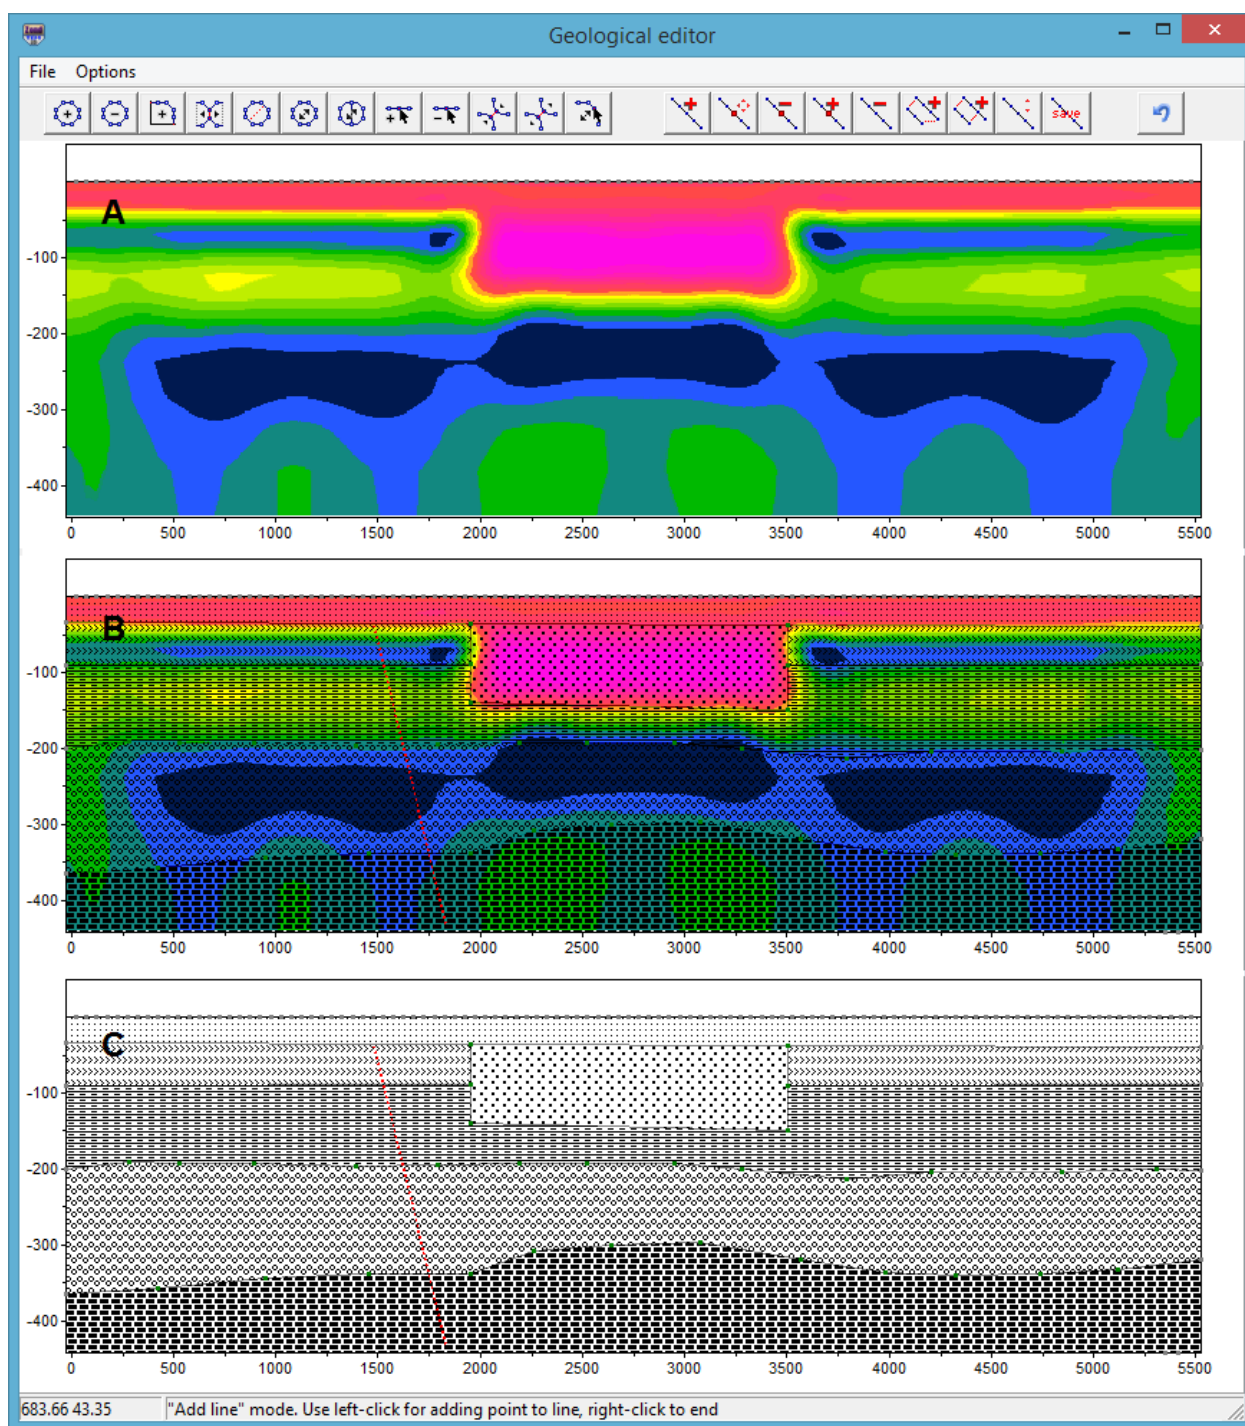 Geological editor
File Options
save
A
-100
-200
-300
-400
0 500 1000 1500 2000 2500 3000 3500 4000 4500 5000 5500
B
-100
-200
-300
-400
0 500 1000 1500 2000 2500 3000 3500 4000 4500 5000 5500
C
-100
-200
-300
-400
0 500 1000 1500 2000 2500 3000 3500 4000 4500 5000 5500
683.66 43.35 "Add line" mode. Use left-click for adding point to line, right-click to end